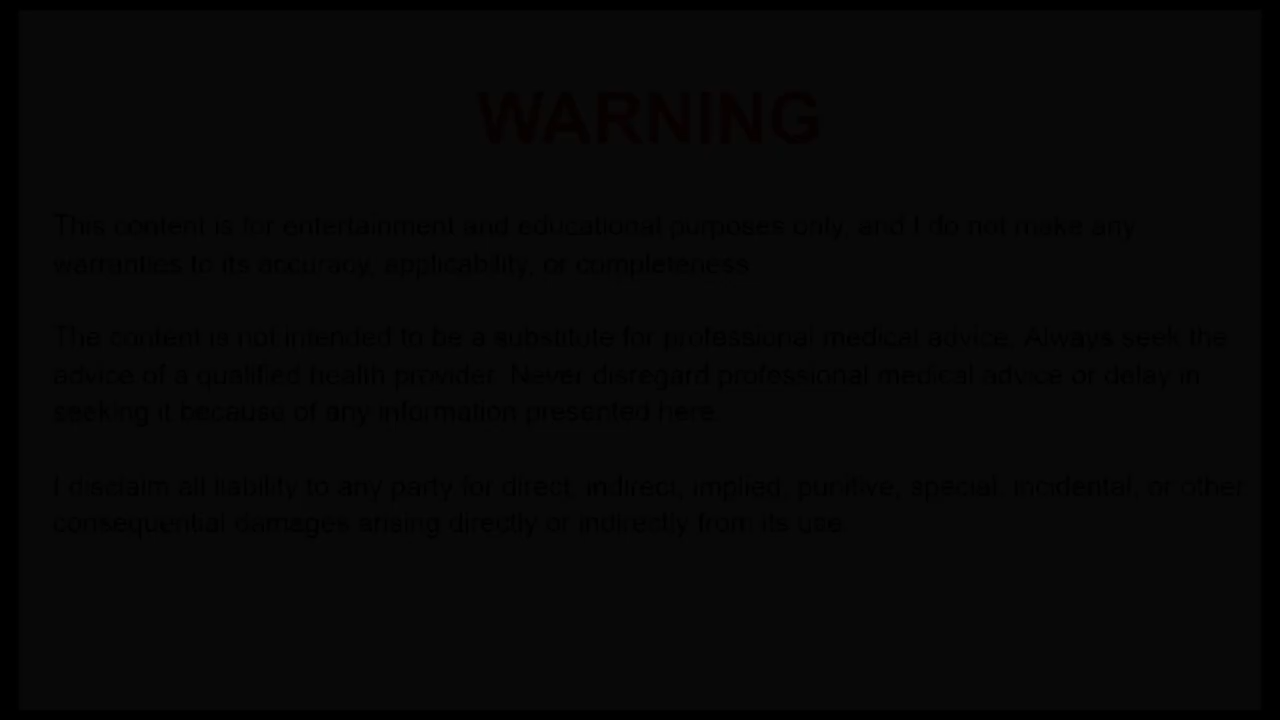 WARNING
This content is for entertainment and educational purposes only, and I do not make any
warranties to its accuracy, applicability, or completeness.
The content is not intended to be a substitute for professional medical advice. Always seek the
advice of a qualified health provider. Never disregard professional medical advice or delay in
seeking it because of any information presented here.
I disclaim all liability to any party for direct, indirect, implied, punitive, special, incidental, or other
consequential damages arising directly or indirectly from its use.